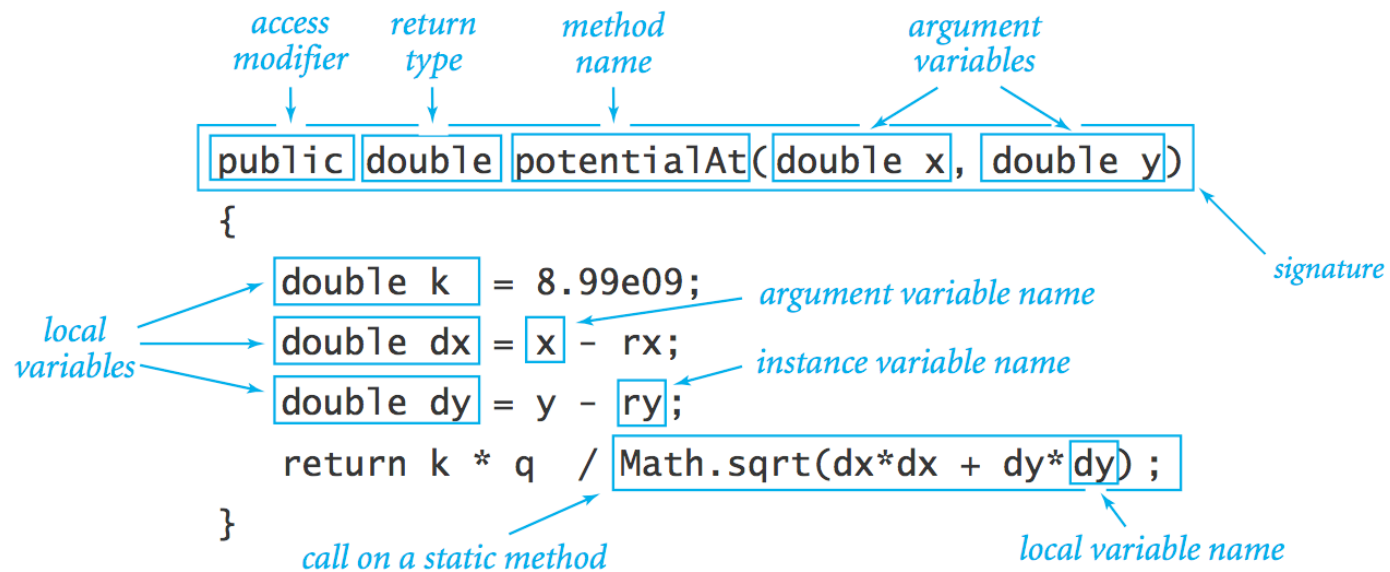 access modifier
return type
method name
argument variables
public double potentialAt(double x, double y)
{
signature
double k = 8.99e09;
argument variable name
local variables
double dx = x - rx;
instance variable name
double dy = y - ry;
return k * q / Math.sqrt(dx*dx + dy*dy) ;
}
call on a static method
local variable name